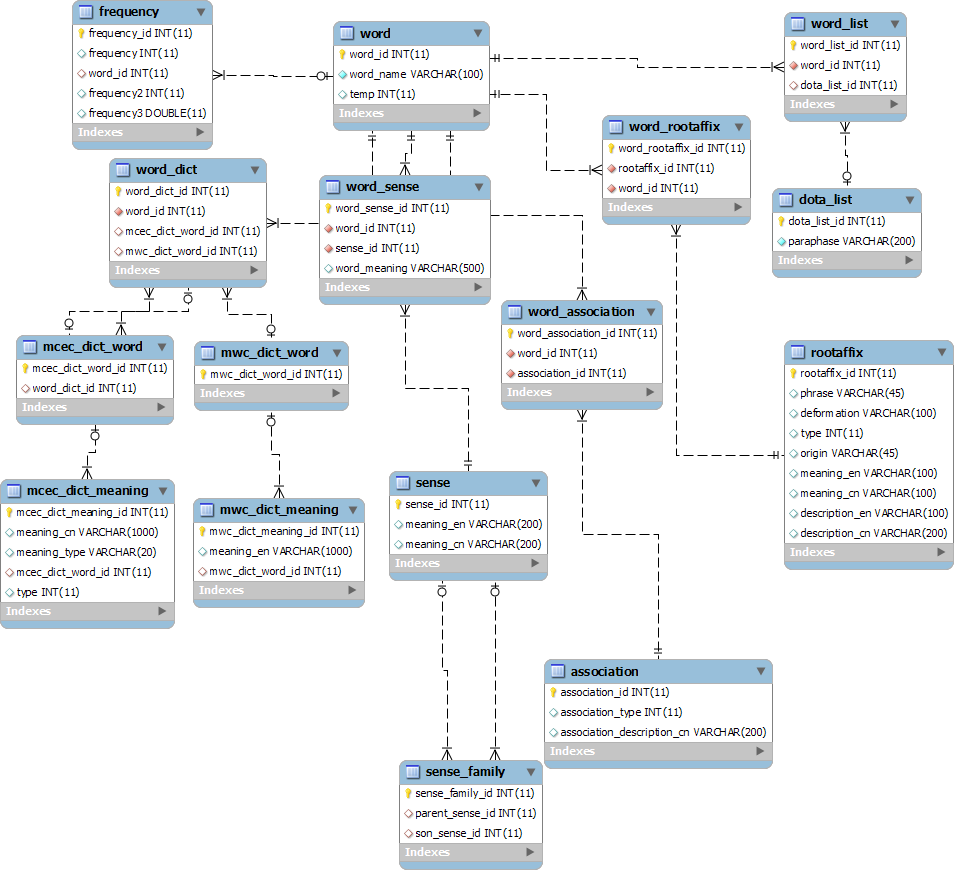 frequency
frequency_id INT(11)
frequency INT(11)
word_id INT(11)
frequency2 INT(11)
frequency3 DOUBLE(11)
Indexes
word
word_id INT(11)
word_name VARCHAR(100)
temp INT(11)
Indexes
word_list
word_list_id INT(11)
word_id INT(11)
dota_list_id INT(11)
Indexes
word_rootaffix
word_rootaffix_id INT(11)
rootaffix_id INT(11)
word_id INT(11)
Indexes
word_dict
word_dict_id INT(11)
word_id INT(11)
mcec_dict_word_id INT(11)
mwc_dict_word_id INT(11)
Indexes
word_sense
word_sense_id INT(11)
word_id INT(11)
sense_id INT(11)
word_meaning VARCHAR(500)
Indexes
dota_list
dota_list_id INT(11)
paraphase VARCHAR(200)
Indexes
word_association
word_association_id INT(11)
word_id INT(11)
association_id INT(11)
Indexes
mcec_dict_word
mcec_dict_word_id INT(11)
word_dict_id INT(11)
Indexes
mwc_dict_word
mwc_dict_word_id INT(11)
Indexes
rootaffix
rootaffix_id INT(11)
phrase VARCHAR(45)
deformation VARCHAR(100)
type INT(11)
origin VARCHAR(45)
meaning_en VARCHAR(100)
meaning_cn VARCHAR(100)
description_en VARCHAR(100)
description_cn VARCHAR(200)
Indexes
mcec_dict_meaning
mcec_dict_meaning_id INT(11)
meaning_cn VARCHAR(1000)
meaning_type VARCHAR(20)
mcec_dict_word_id INT(11)
type INT(11)
Indexes
mwc_dict_meaning
mwc_dict_meaning_id INT(11)
meaning_en VARCHAR(1000)
mwc_dict_word_id INT(11)
Indexes
sense
sense_id INT(11)
meaning_en VARCHAR(200)
meaning_cn VARCHAR(200)
Indexes
association
association_id INT(11)
association_type INT(11)
association_description_cn VARCHAR(200)
Indexes
sense_family
sense_family_id INT(11)
parent_sense_id INT(11)
son_sense_id INT(11)
Indexes